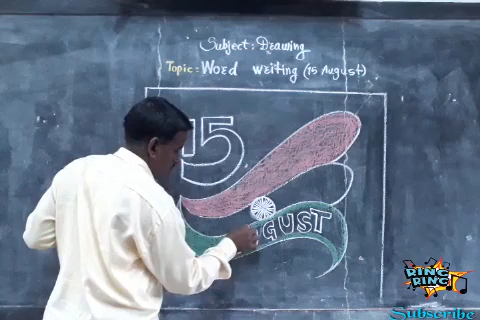 Subject: Drawing
Topic: Word writing (15 August)
15
GUST
RING
RING
Subscribe